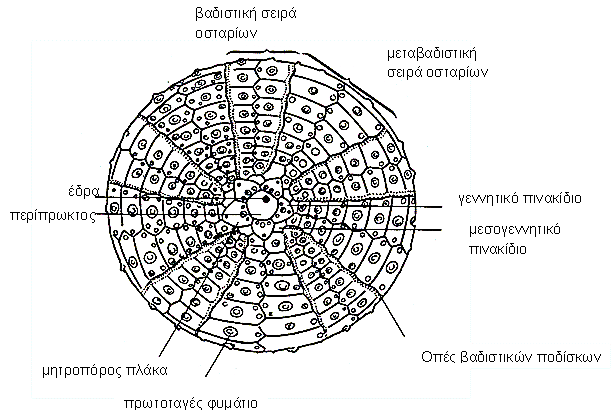 βαδιστική σειρά
οσταρίων
μεταβαδιστική
σειρά οσταρίων
έδρα
περίπρωκτος
γεννητικό πινακίδιο
μεσογεννητικό
πινακίδιο
Οπές βαδιστικών ποδίσκων
μητροπόρος πλάκα
πρωτοταγές φυμάτιο